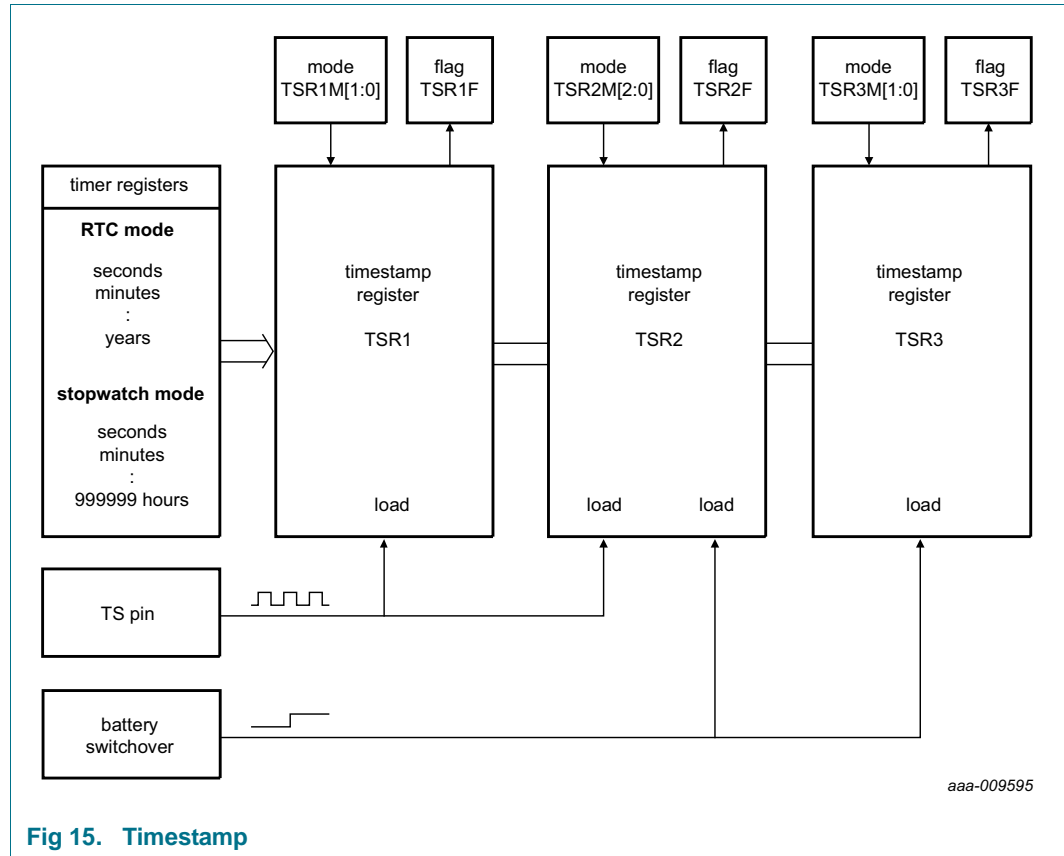 mode
TSR1M[1:0]
flag
TSR1F
mode
TSR2M[2:0]
flag
TSR2F
mode
TSR3M[1:0]
flag
TSR3F
timer registers
RTC mode
seconds
minutes
:
years
stopwatch mode
seconds
minutes
:
999999 hours
timestamp
register
TSR1
load
timestamp
register
TSR2
load
load
timestamp
register
TSR3
load
TS pin
battery
switchover
aaa-009595
Fig 15. Timestamp